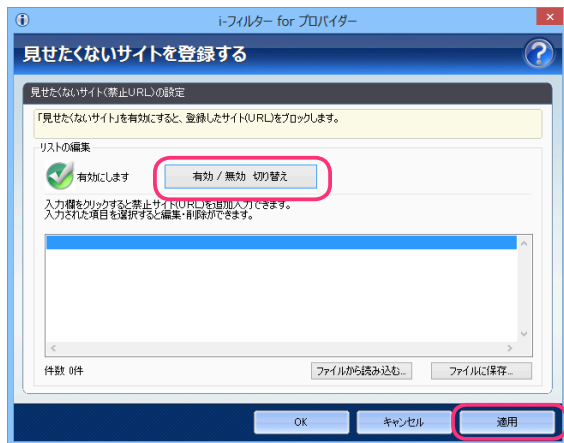 i-フィルター for プロバイダー
見せたくないサイトを登録する
見せたくないサイト(禁止URL)の設定
「見せたくないサイト」を有効にすると、登録したサイト(URL)をブロックします。
リストの編集
有効にします
有効 / 無効 切り替え
入力欄をクリックすると禁止サイト(URL)を追加入力できます。
入力された項目を選択すると編集・削除ができます。
件数 0件
ファイルから読み込む...
ファイルに保存...
OK
キャンセル
適用